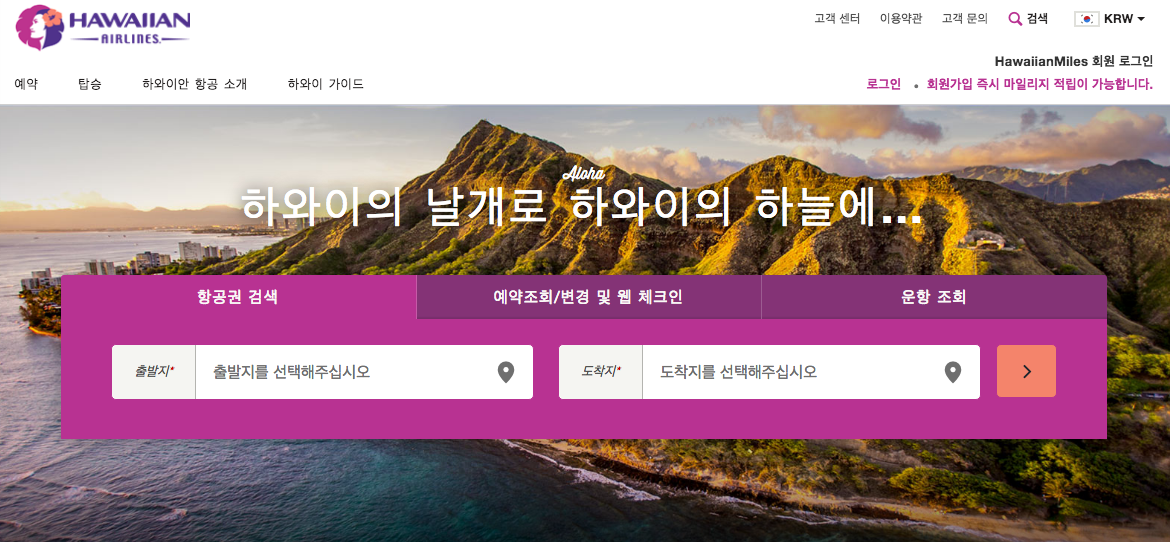 HAWAIIAN
AIRLINES.
고객 센터 이용약관 고객 문의 검색 KRW
HawaiianMiles 회원 로그인
로그인 • 회원가입 즉시 마일리지 적립이 가능합니다.
예약 탑승 하와이안 항공 소개 하와이 가이드
Aloha
하와이의 날개로 하와이의 하늘에...
항공권 검색 예약조회/변경 및 웹 체크인 운항 조회
출발지* 출발지를 선택해주십시오 도착지* 도착지를 선택해주십시오